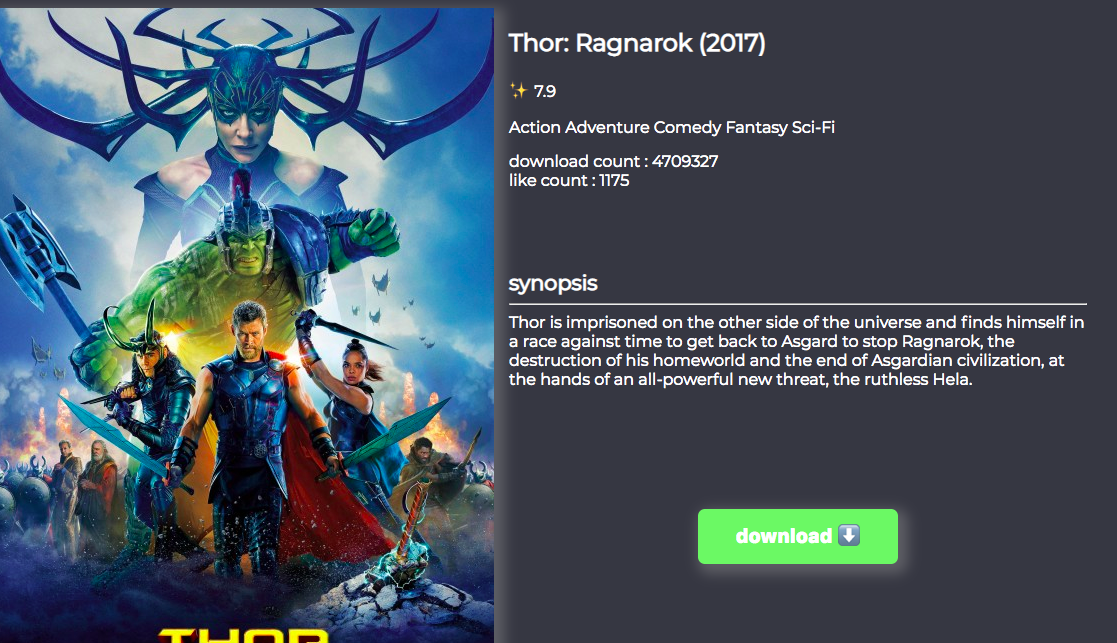 Thor: Ragnarok (2017)
✨ 7.9
Action Adventure Comedy Fantasy Sci-Fi
download count : 4709327
like count : 1175
synopsis
Thor is imprisoned on the other side of the universe and finds himself in
a race against time to get back to Asgard to stop Ragnarok, the
destruction of his homeworld and the end of Asgardian civilization, at
the hands of an all-powerful new threat, the ruthless Hela.
download ⬇️
THOR